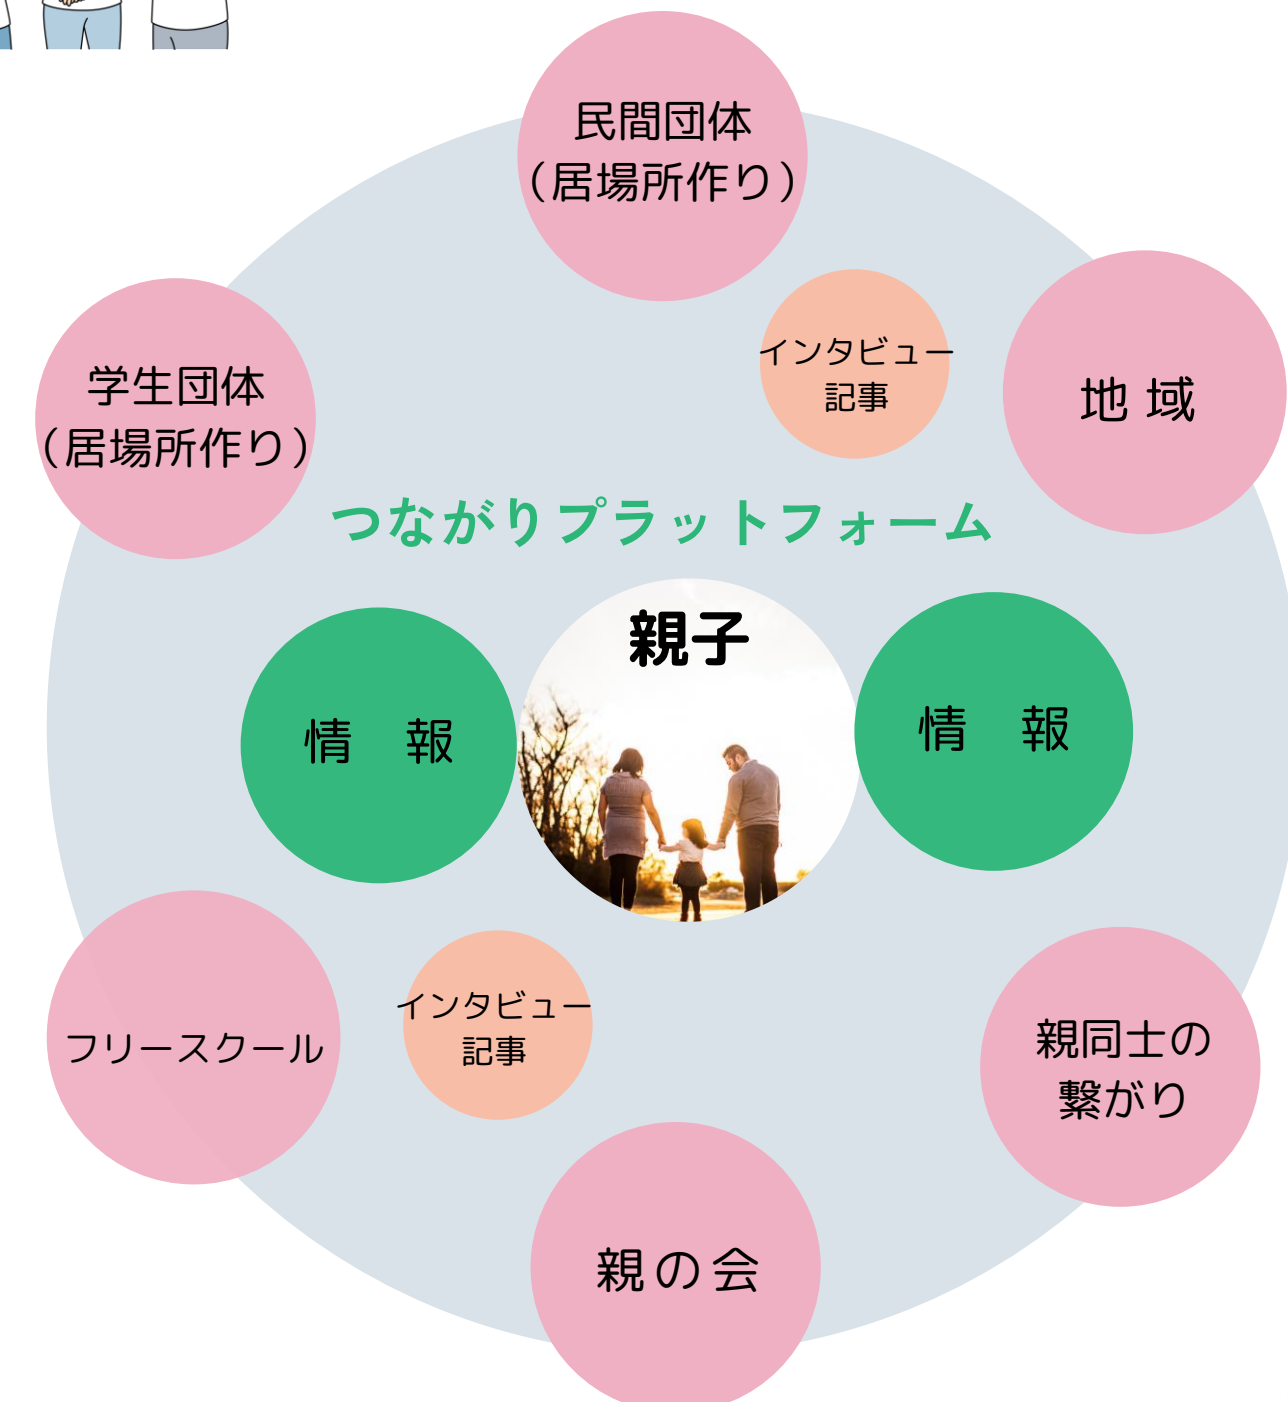 民間団体
（居場所作り）
インタビュー
記事
地域
学生団体
（居場所作り）
つながりプラットフォーム
親子
情　報
情　報
フリースクール
インタビュー
記事
親同士の
繋がり
親の会